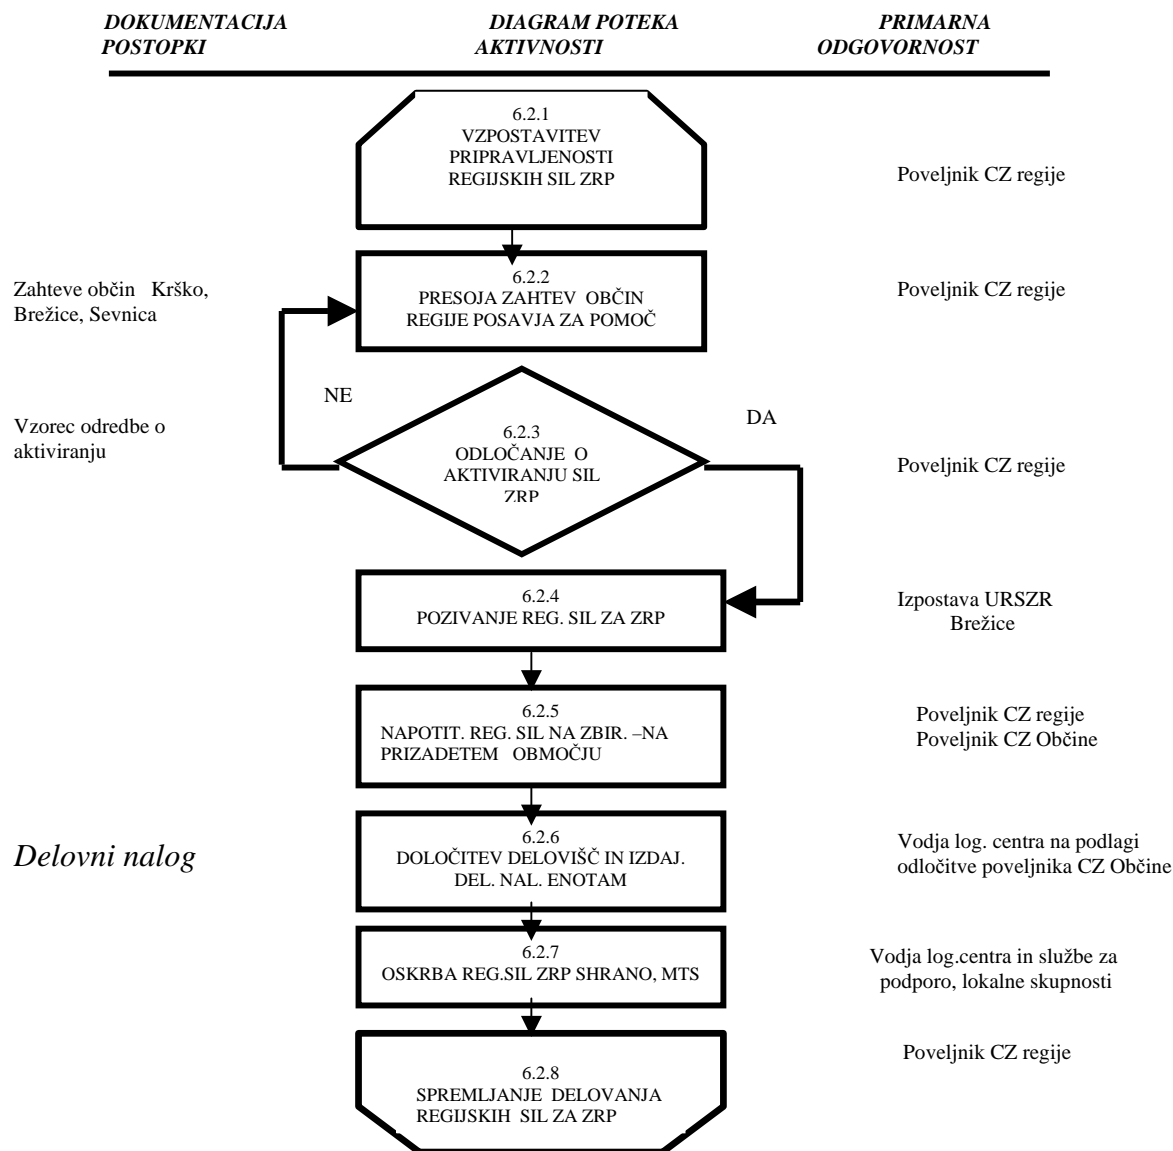 DOKUMENTACIJA DIAGRAM POTEKA PRIMARNA
POSTOPKI AKTIVNOSTI ODGOVORNOST
6.2.1
VZPOSTAVITEV
PRIPRAVLJENOSTI
REGIJSKIH SIL ZRP
Poveljnik CZ regije
Zahteve občin Krško,
Brežice, Sevnica
6.2.2
PRESOJA ZAHTEV OBČIN
REGIJE POSAVJA ZA POMOČ
Poveljnik CZ regije
NE
DA
Vzorec odredbe o
aktiviranju
6.2.3
ODLOČANJE O
AKTIVIRANJU SIL
ZRP
Poveljnik CZ regije
6.2.4
POZIVANJE REG. SIL ZA ZRP
Izpostava URSZR
Brežice
6.2.5
NAPOTIT. REG. SIL NA ZBIR. –NA
PRIZADETEM OBMOČJU
Poveljnik CZ regije
Poveljnik CZ Občine
Delovni nalog
6.2.6
DOLOČITEV DELOVIŠČ IN IZDAJ.
DEL. NAL. ENOTAM
Vodja log. centra na podlagi
odločitve poveljnika CZ Občine
6.2.7
OSKRBA REG.SIL ZRP SHRANO, MTS
Vodja log.centra in službe za
podporo, lokalne skupnosti
6.2.8
SPREMLJANJE DELOVANJA
REGIJSKIH SIL ZA ZRP
Poveljnik CZ regije